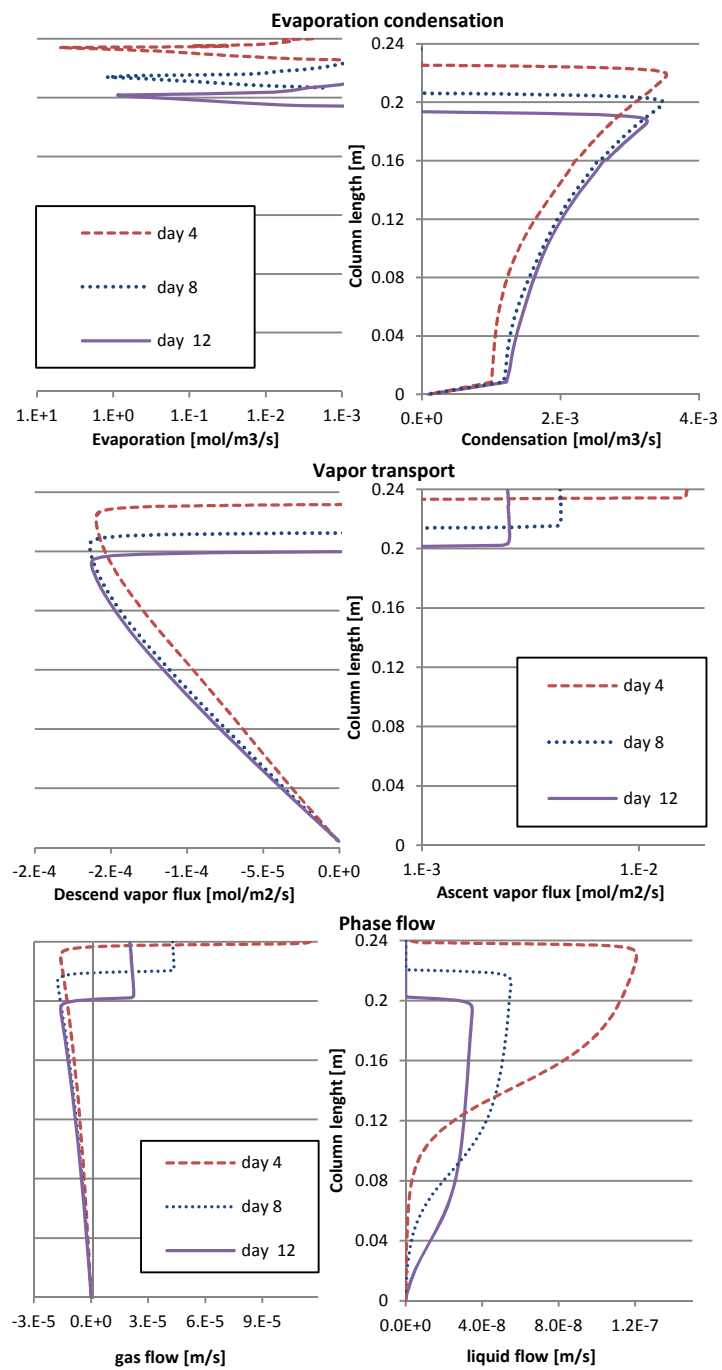 Evaporation condensation
day 4
day 8
day 12
1.E+1 1.E+0 1.E-1 1.E-2 1.E-3
Evaporation [mol/m3/s]
Column length [m]
0.24
0.2
0.16
0.12
0.08
0.04
0
0.E+0 2.E-3 4.E-3
Condensation [mol/m3/s]
Vapor transport
-2.E-4 -2.E-4 -1.E-4 -5.E-5 0.E+0
Descend vapor flux [mol/m2/s]
Column length [m]
0.24
0.2
0.16
0.12
0.08
0.04
0
day 4
day 8
day 12
1.E-3 1.E-2
Ascent vapor flux [mol/m2/s]
Phase flow
day 4
day 8
day 12
-3.E-5 0.E+0 3.E-5 6.E-5 9.E-5
gas flow [m/s]
Column lenght [m]
0.24
0.2
0.16
0.12
0.08
0.04
0
0.0E+0 4.0E-8 8.0E-8 1.2E-7
liquid flow [m/s]